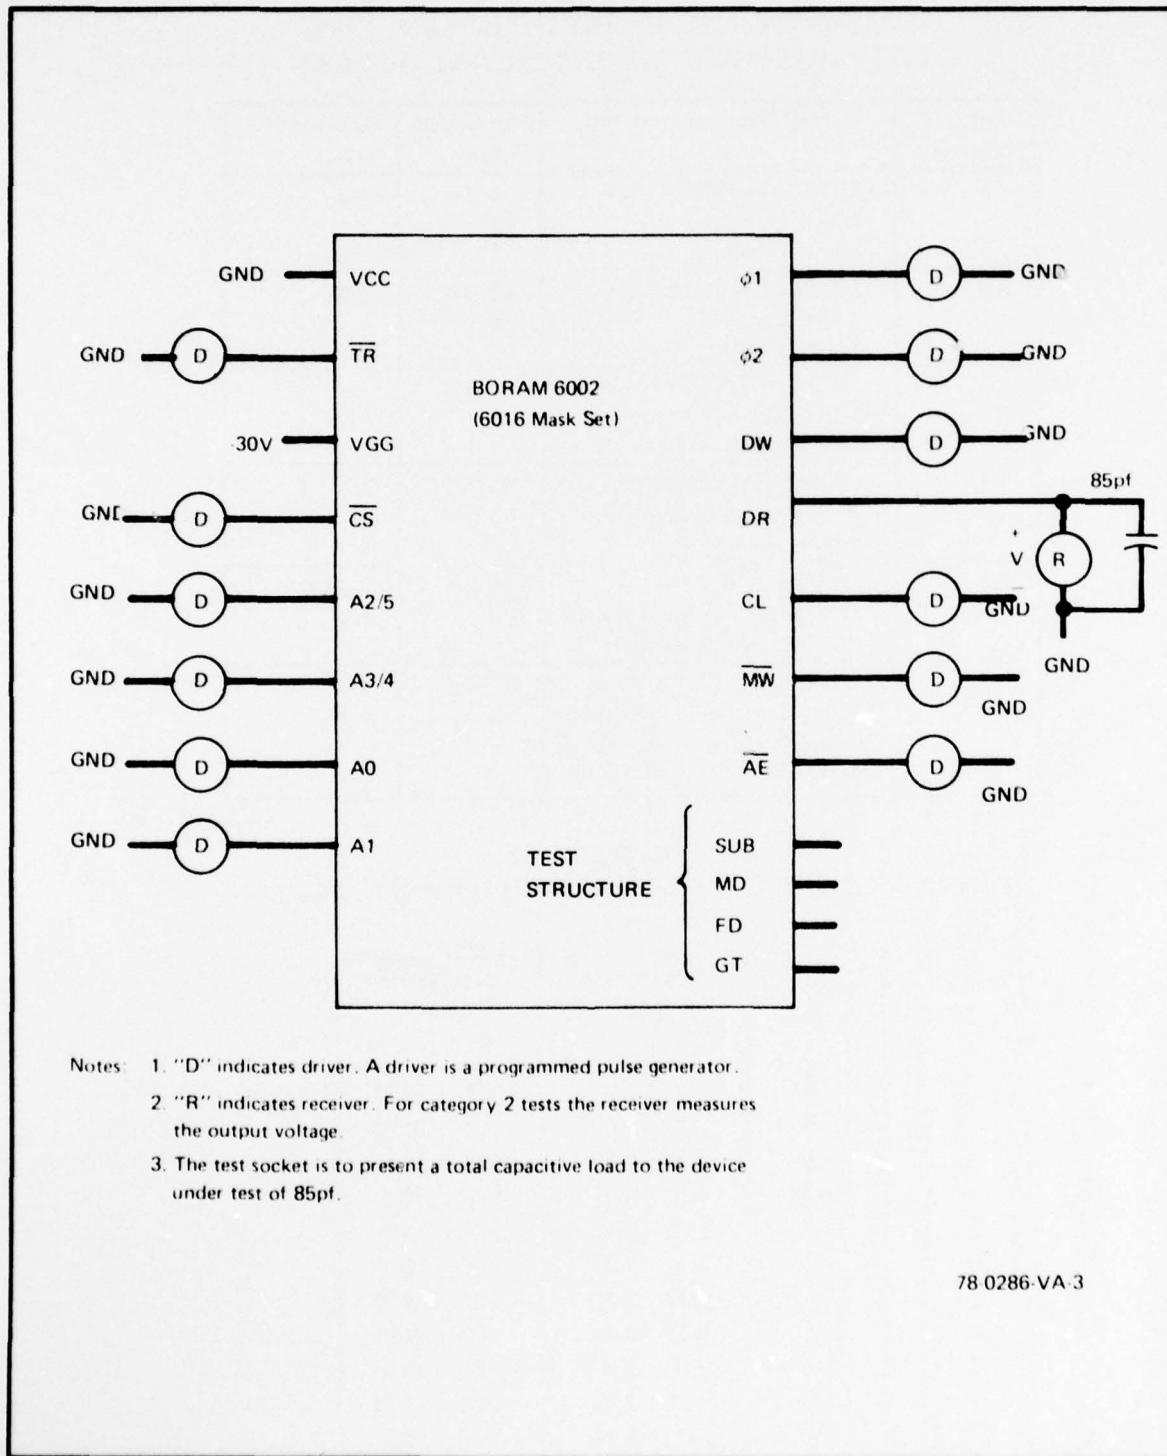 GND VCC φ1 D GND
GND D T̅R̅ φ2 D GND
BORAM 6002
(6016 Mask Set)
-30V VGG DW D GND
85pf
GND D C̅S̅ DR
+
V R
-
GND D A2/5 CL D GND
GND
GND D A3/4 M̅W̅ D GND
GND D A0 A̅E̅ D GND
GND D A1
TEST
STRUCTURE
SUB
MD
FD
GT
Notes: 1. "D" indicates driver. A driver is a programmed pulse generator.
2. "R" indicates receiver. For category 2 tests the receiver measures
the output voltage.
3. The test socket is to present a total capacitive load to the device
under test of 85pf.
78-0286-VA-3